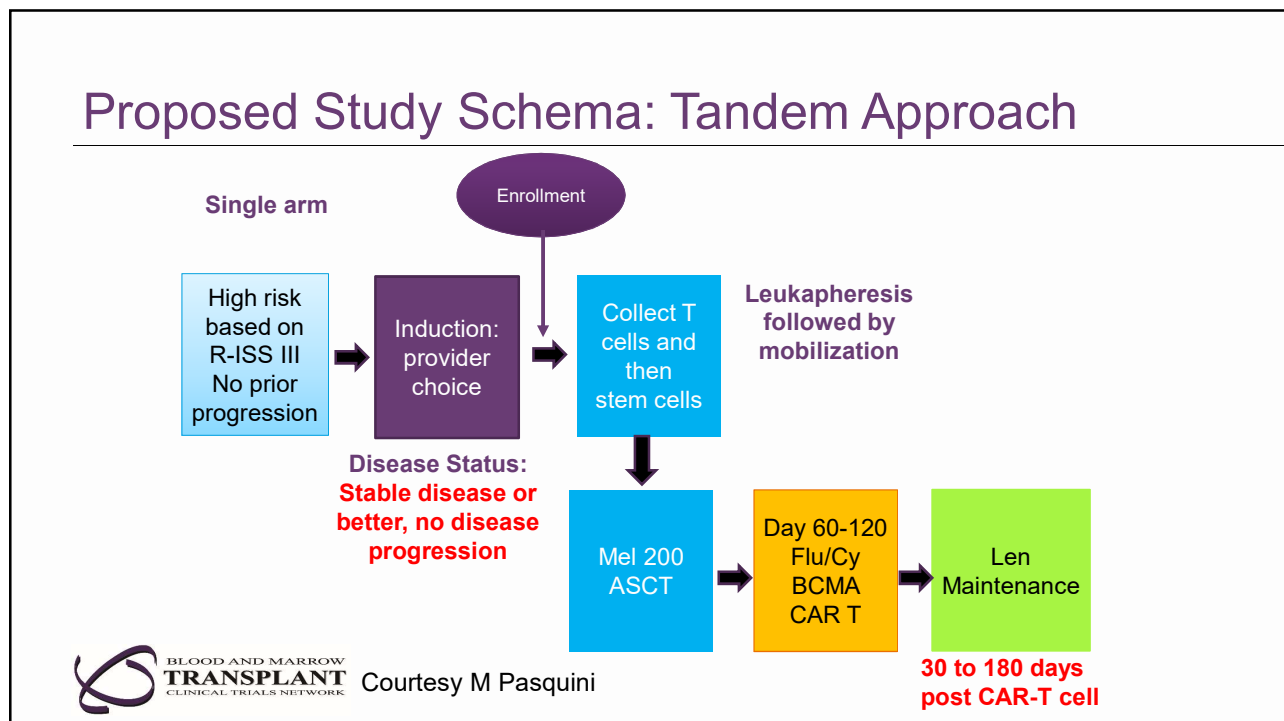 Proposed Study Schema: Tandem Approach
Single arm
Enrollment
High risk
based on
R-ISS III
No prior
progression
Induction:
provider
choice
Collect T
cells and
then
stem cells
Leukapheresis
followed by
mobilization
Disease Status:
Stable disease or
better, no disease
progression
Mel 200
ASCT
Day 60-120
Flu/Cy
BCMA
CAR T
Len
Maintenance
30 to 180 days
post CAR-T cell
BLOOD AND MARROW
TRANSPLANT
CLINICAL TRIALS NETWORK
Courtesy M Pasquini